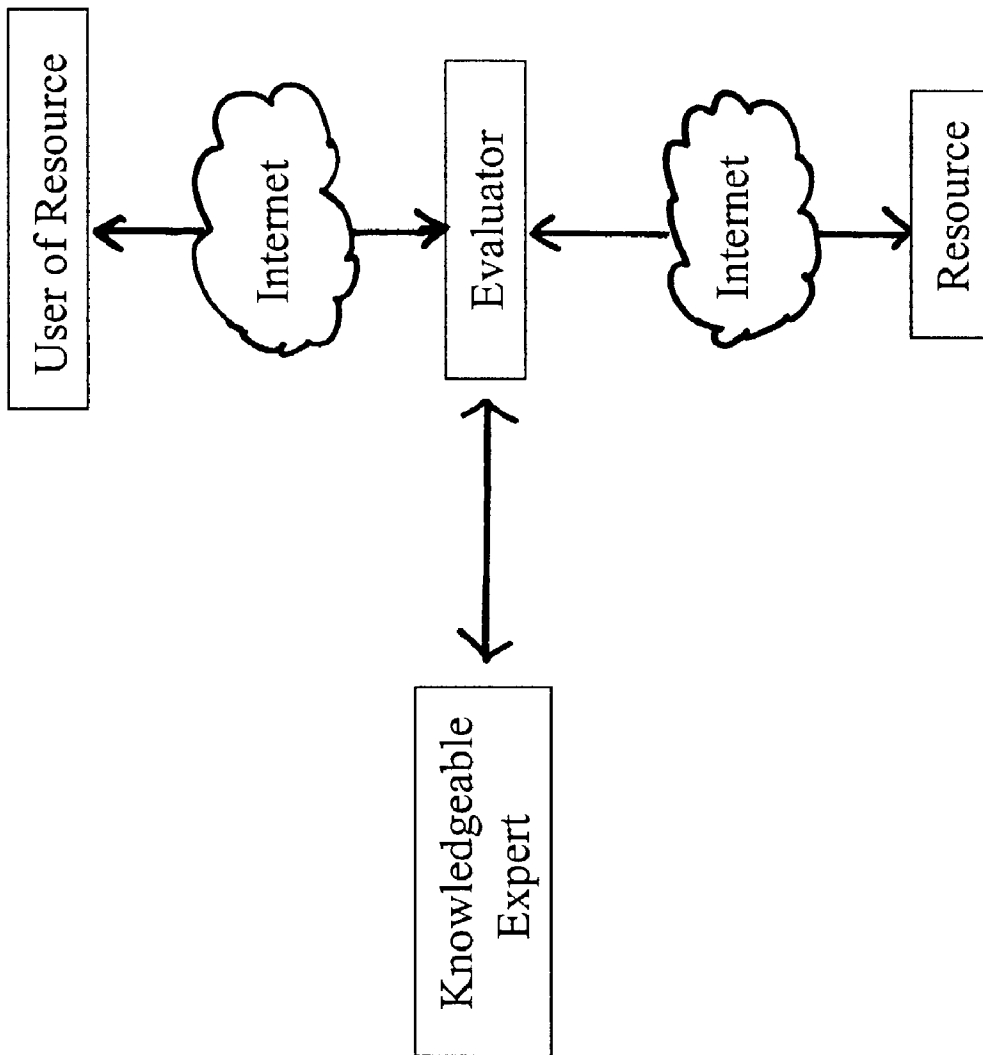 User of Resource
Internet
Evaluator
Internet
Resource
Knowledgeable
Expert